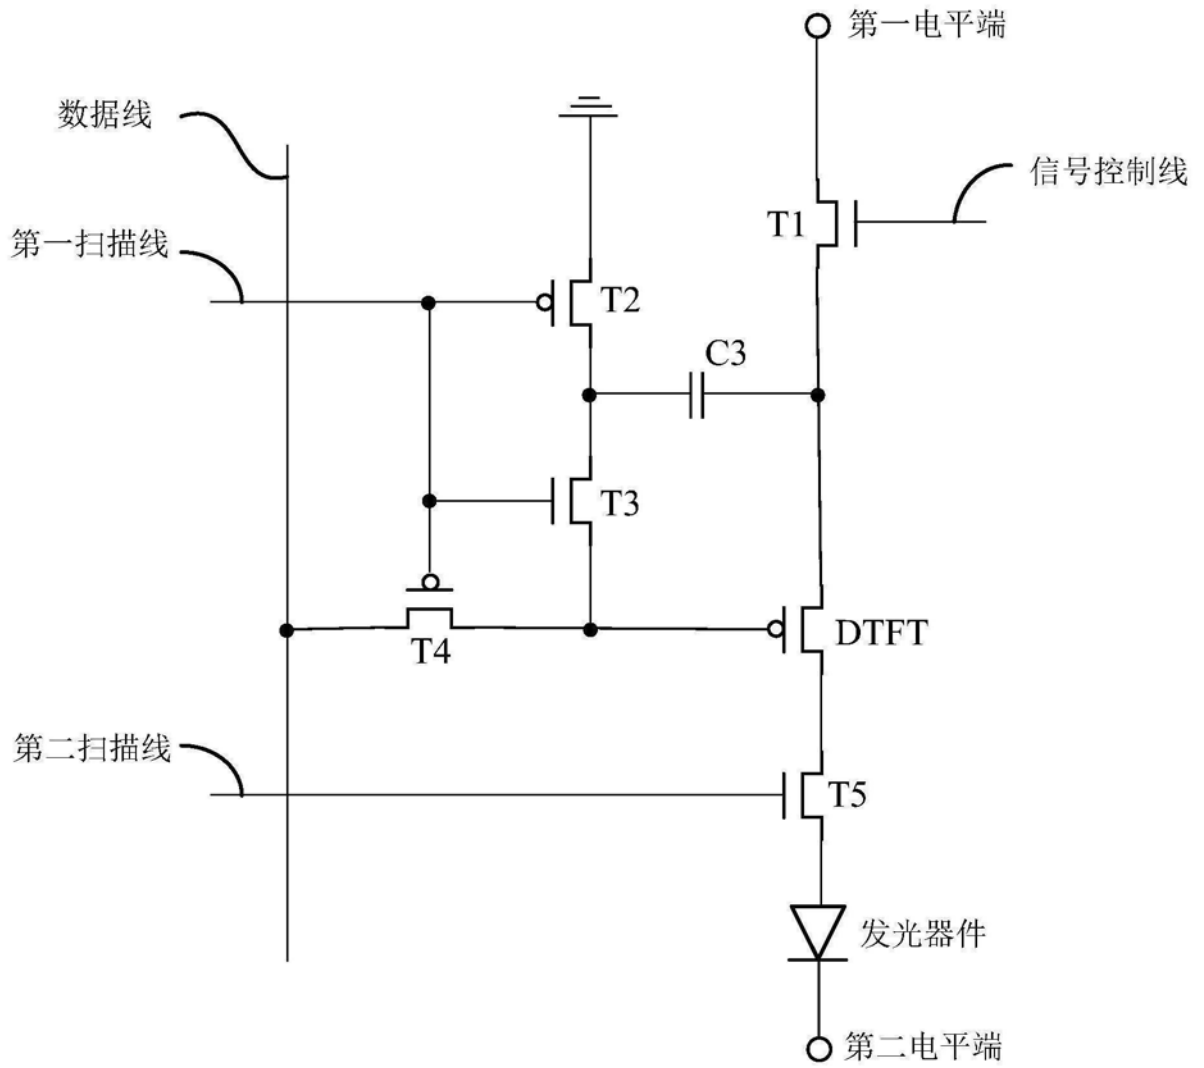 第一电平端
数据线
信号控制线
T1
第一扫描线
T2
C3
T3
DTFT
T4
第二扫描线
T5
发光器件
第二电平端